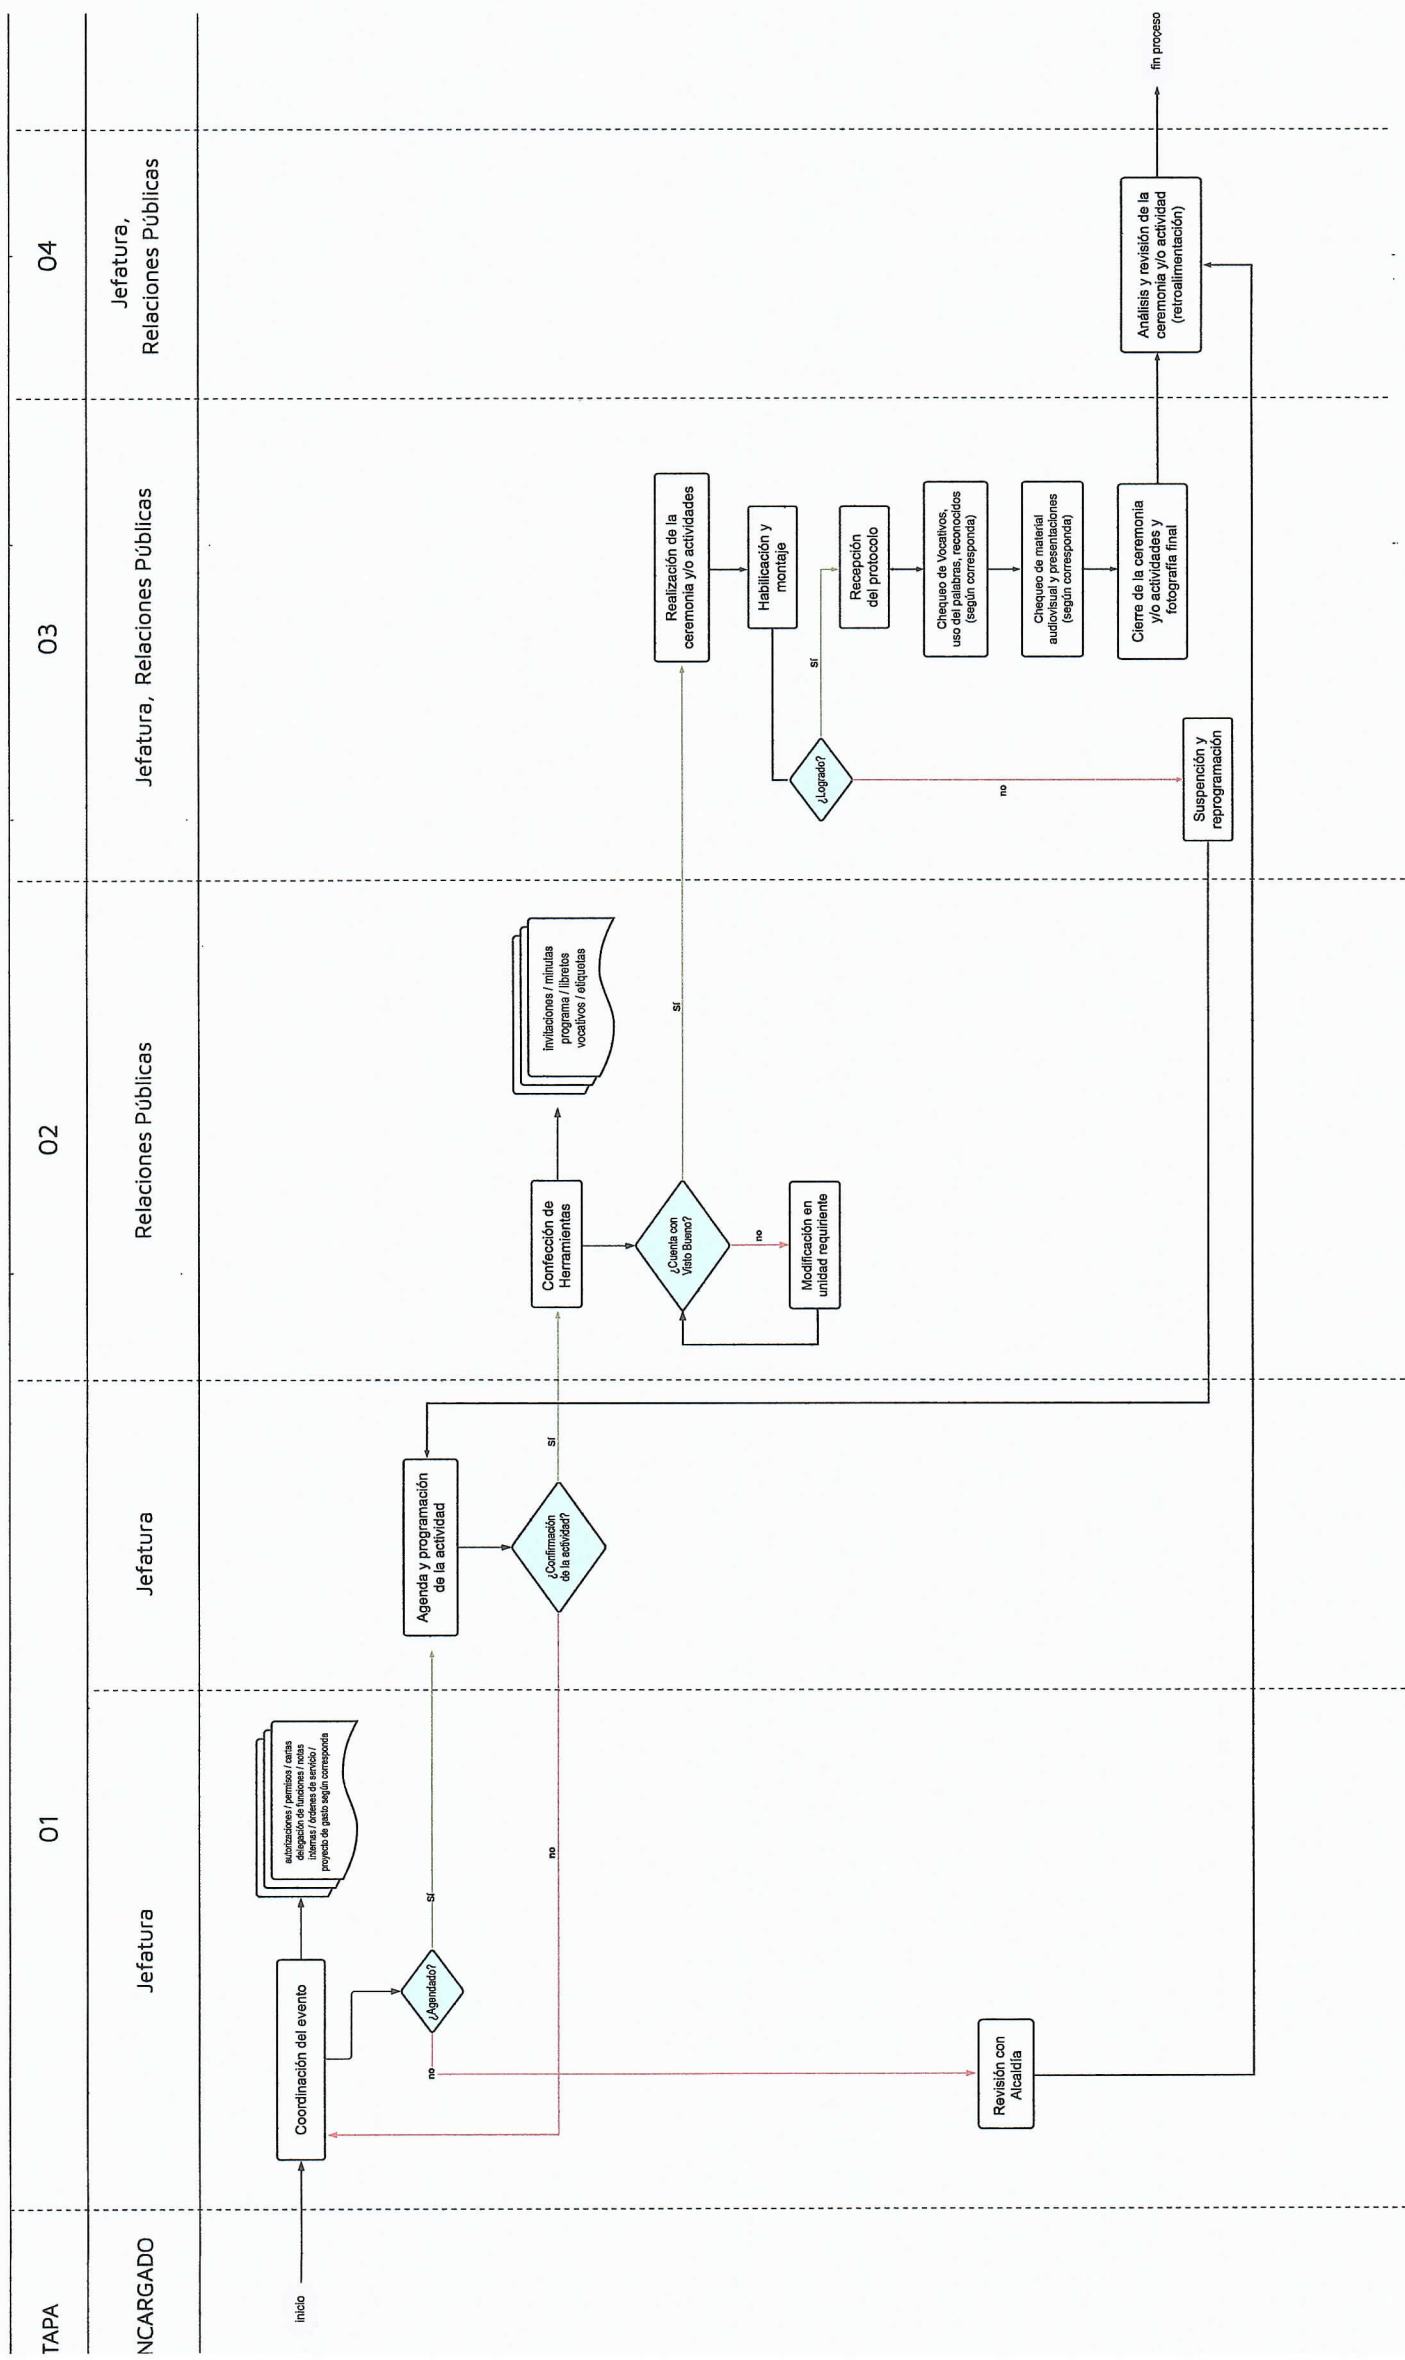 TAPA
01
02
03
04
NCARGADO
Jefatura
Jefatura
Relaciones Públicas
Jefatura, Relaciones Públicas
Jefatura,
Relaciones Públicas
inicio
Coordinación del evento
autorizaciones / permisos / cartas
delegación de funciones / notas
internas / órdenes de servicio /
proyecto de gasto según corresponda
¿Agendado?
sí
no
Revisión con
Alcaldía
Agenda y programación
de la actividad
¿Confirmación
de la actividad?
sí
no
Confección de
Herramientas
invitaciones / minutas
programa / libretos
vocativos / etiquetas
¿Cuenta con
Visto Bueno?
sí
no
Modificación en
unidad requiriente
Realización de la
ceremonia y/o actividades
Habilicación y
montaje
¿Logrado?
sí
no
Recepción
del protocolo
Chequeo de Vocativos,
uso del palabras, reconocidos
(según corresponda)
Chequeo de material
audiovisual y presentaciones
(según corresponda)
Cierre de la ceremonia
y/o actividades y
fotografía final
Suspención y
reprogramación
Análisis y revisión de la
ceremonia y/o actividad
(retroalimentación)
fin proceso